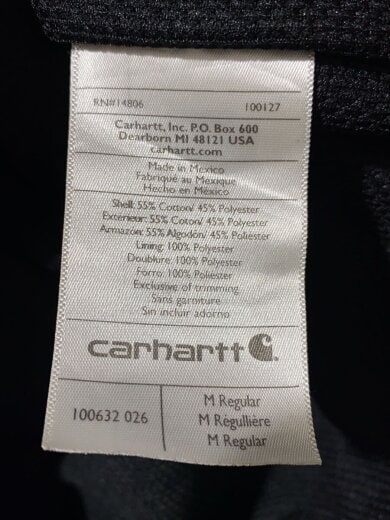 RN#14806 100127
Carhartt, Inc. P.O. Box 600
Dearborn MI 48121 USA
carhartt.com
Made in Mexico
Fabriqué au Mexique
Hecho en México
Shell: 55% Cotton/ 45% Polyester
Exterieur: 55% Coton/ 45% Polyester
Armazon: 55% Algodón/ 45% Poliester
Lining: 100% Polyester
Doublure: 100% Polyester
Forro: 100% Poliester
Exclusive of trimming
Sans garniture
Sin incluir adorno
carhartt
100632 026
M Regular
M Régullière
M Regular